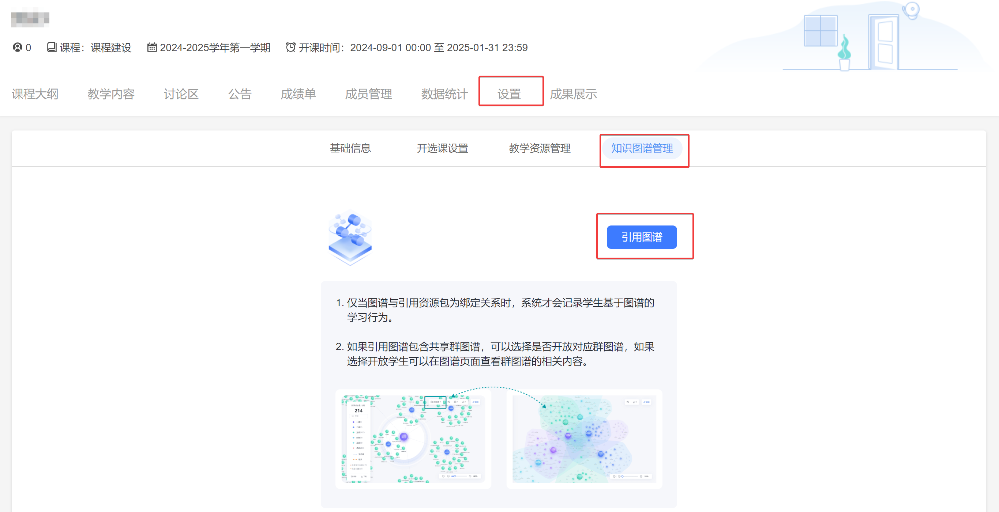 0 课程：课程建设 2024-2025学年第一学期 开课时间：2024-09-01 00:00 至 2025-01-31 23:59
课程大纲 教学内容 讨论区 公告 成绩单 成员管理 数据统计 设置 成果展示
基础信息 开选课设置 教学资源管理 知识图谱管理
引用图谱
1. 仅当图谱与引用资源包为绑定关系时，系统才会记录学生基于图谱的
学习行为。
2. 如果引用图谱包含共享群图谱，可以选择是否开放对应群图谱，如果
选择开放学生可以在图谱页面查看群图谱的相关内容。
214